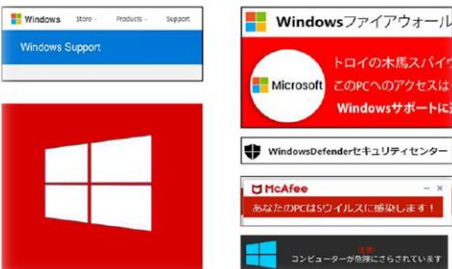 Windows Store Products Support
Windows Support
Windowsファイアウォール
トロイの木馬スパイウ
Microsoft このPCへのアクセスは
Windowsサポートに
WindowsDefenderセキュリティセンター
McAfee
あなたのPCは5ウイルスに感染します！
コンピューターが危険にさらされています